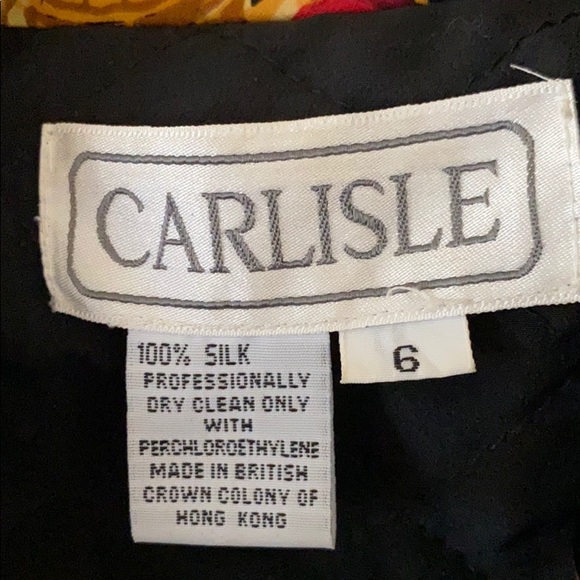 CARLISLE
6
100% SILK
PROFESSIONALLY
DRY CLEAN ONLY
WITH
PERCHLOROETHYLENE
MADE IN BRITISH
CROWN COLONY OF
HONG KONG